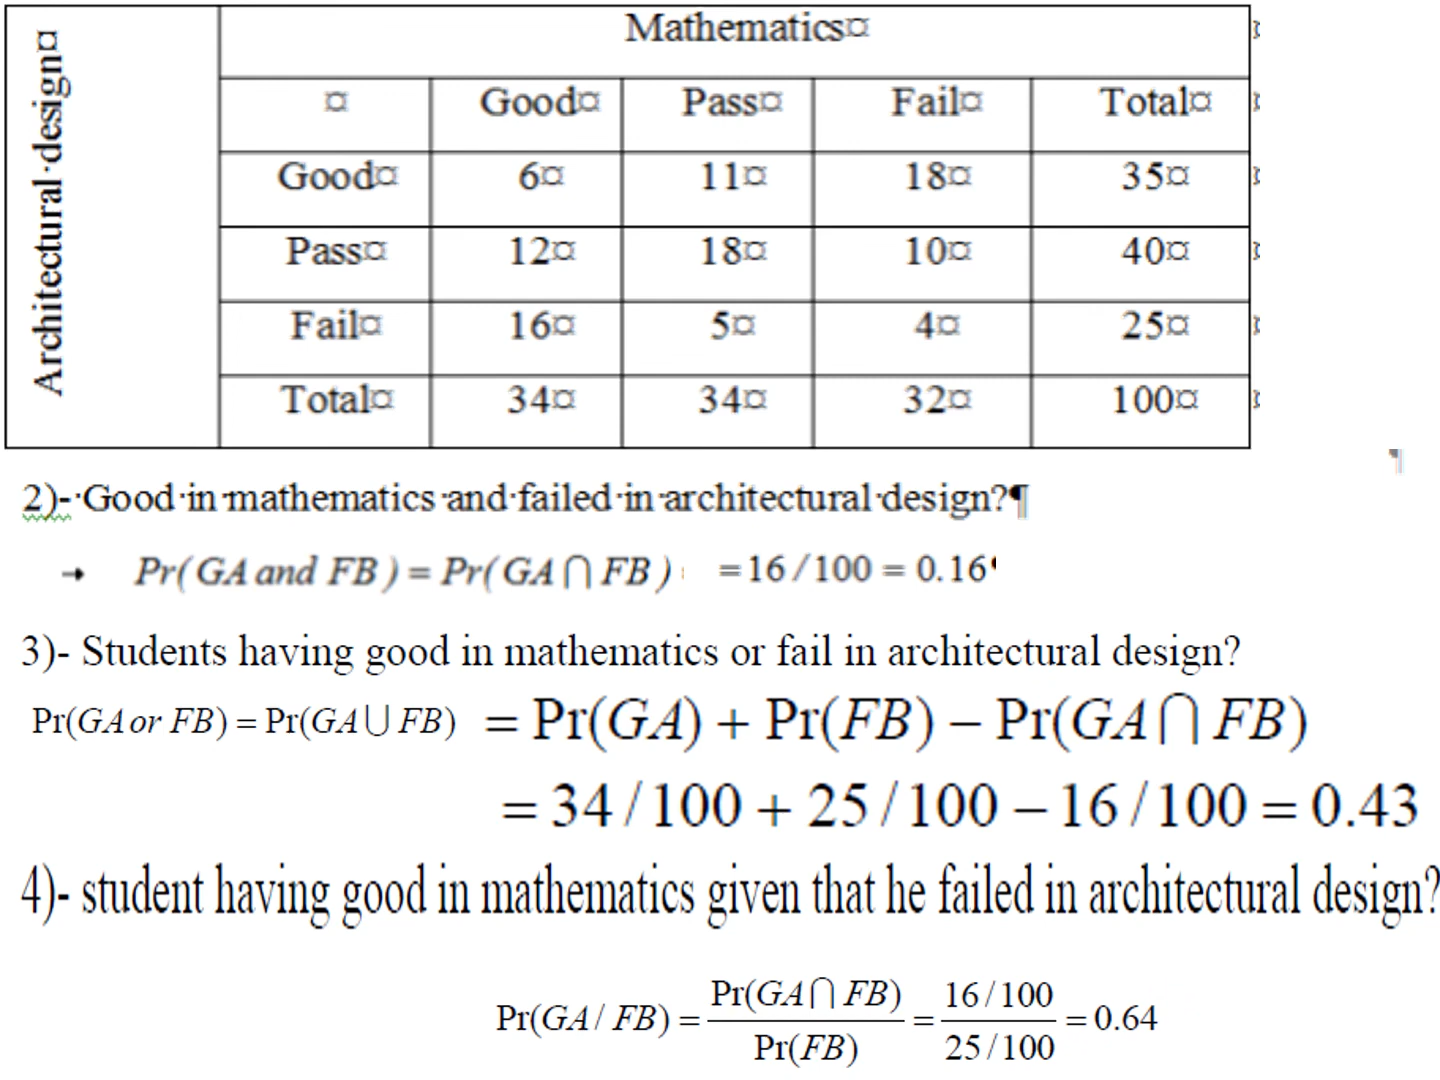 Architectural·design¤
Mathematics¤
¤ Good¤ Pass¤ Fail¤ Total¤
Good¤ 6¤ 11¤ 18¤ 35¤
Pass¤ 12¤ 18¤ 10¤ 40¤
Fail¤ 16¤ 5¤ 4¤ 25¤
Total¤ 34¤ 34¤ 32¤ 100¤
¶
2)-·Good·in·mathematics·and·failed·in·architectural·design?¶
→ Pr(GA and FB) = Pr(GA ⋂ FB) = 16/100 = 0.16
3)- Students having good in mathematics or fail in architectural design?
Pr(GA or FB) = Pr(GA ⋃ FB) = Pr(GA) + Pr(FB) − Pr(GA ⋂ FB)
= 34/100 + 25/100 − 16/100 = 0.43
4)- student having good in mathematics given that he failed in architectural design?
Pr(GA / FB) = Pr(GA ⋂ FB) / Pr(FB) = 16/100 / 25/100 = 0.64